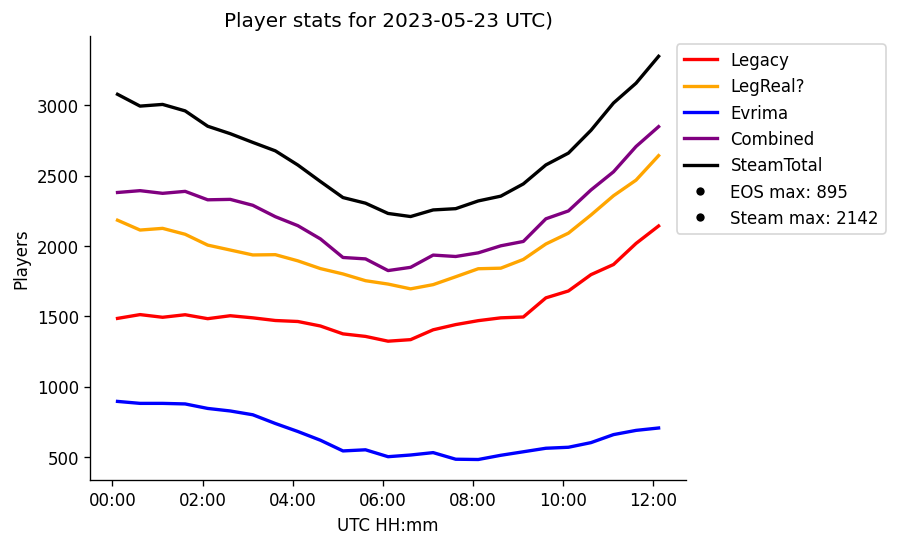 Player stats for 2023-05-23 UTC)
Legacy
LegReal?
Evrima
Combined
SteamTotal
EOS max: 895
Steam max: 2142
Players
3000
2500
2000
1500
1000
500
00:00 02:00 04:00 06:00 08:00 10:00 12:00
UTC HH:mm